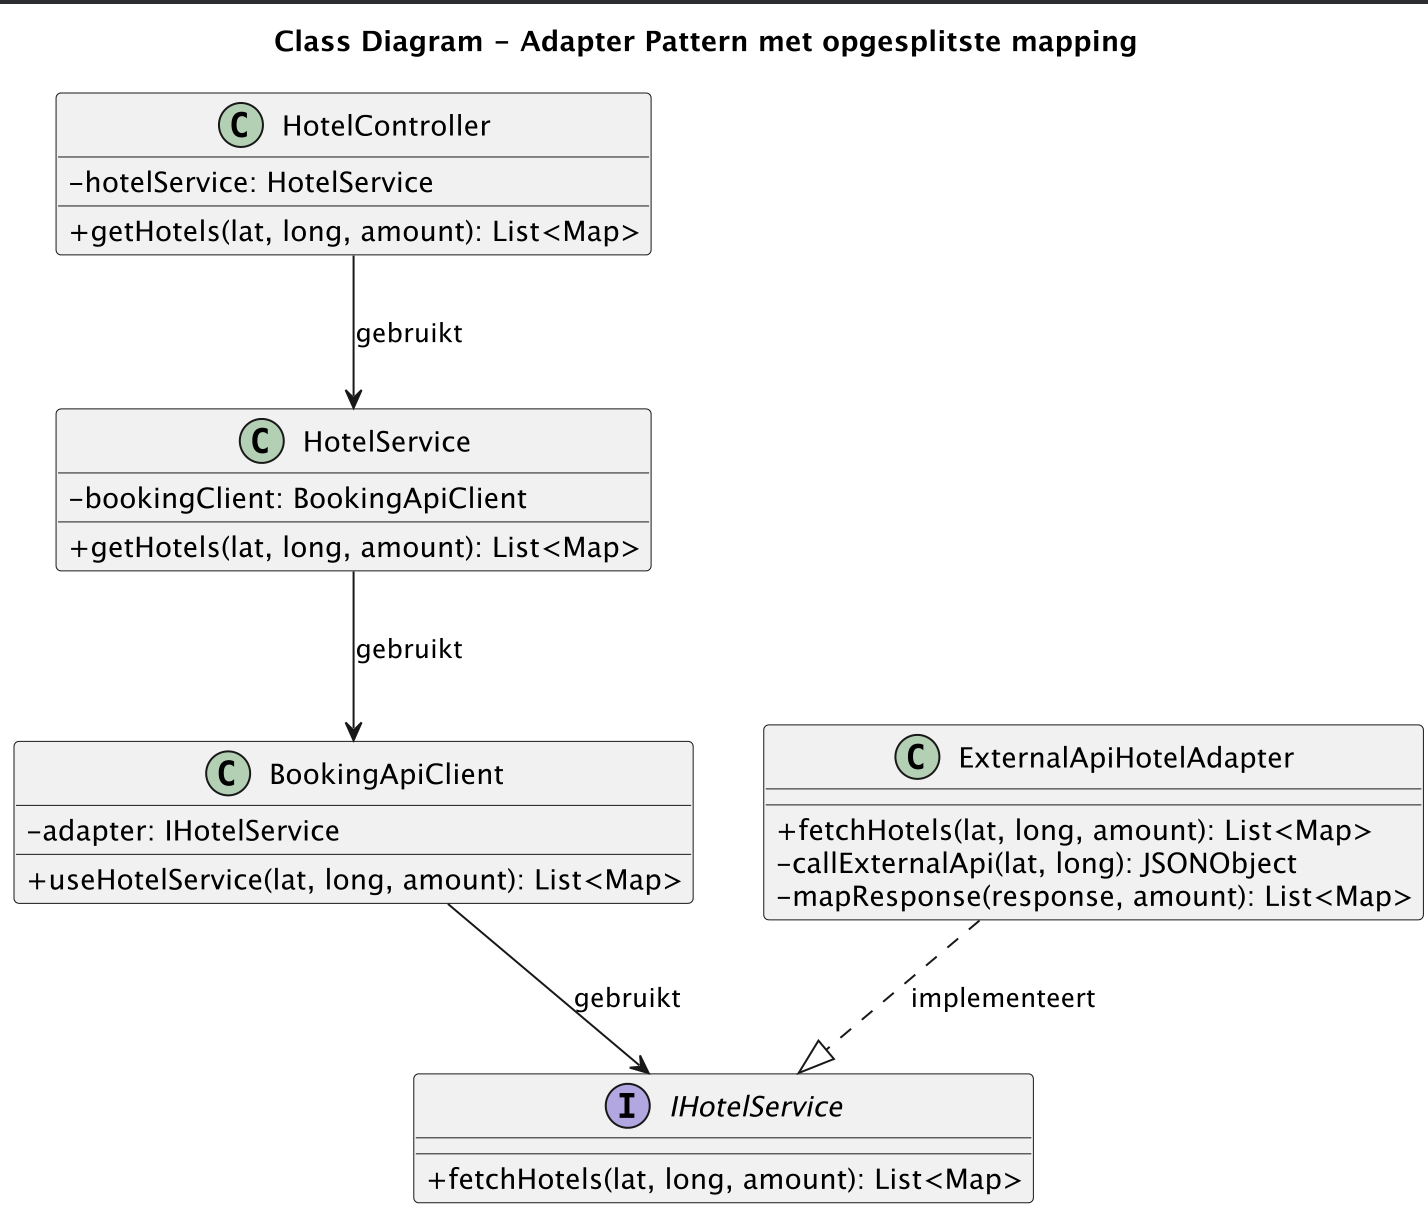 Class Diagram - Adapter Pattern met opgesplitste mapping
C HotelController
-hotelService: HotelService
+getHotels(lat, long, amount): List<Map>
gebruikt
C HotelService
-bookingClient: BookingApiClient
+getHotels(lat, long, amount): List<Map>
gebruikt
C BookingApiClient
-adapter: IHotelService
+useHotelService(lat, long, amount): List<Map>
C ExternalApiHotelAdapter
+fetchHotels(lat, long, amount): List<Map>
-callExternalApi(lat, long): JSONObject
-mapResponse(response, amount): List<Map>
gebruikt
implementeert
I IHotelService
+fetchHotels(lat, long, amount): List<Map>